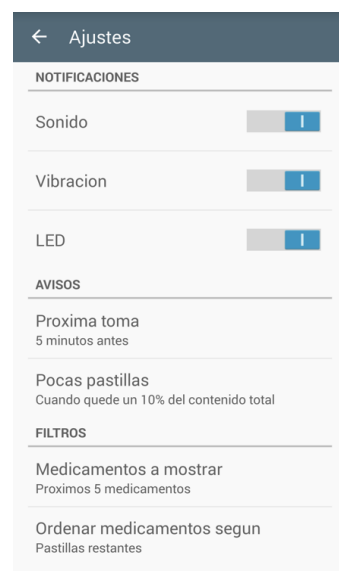 Ajustes
NOTIFICACIONES
Sonido
Vibracion
LED
AVISOS
Proxima toma
5 minutos antes
Pocas pastillas
Cuando quede un 10% del contenido total
FILTROS
Medicamentos a mostrar
Proximos 5 medicamentos
Ordenar medicamentos segun
Pastillas restantes